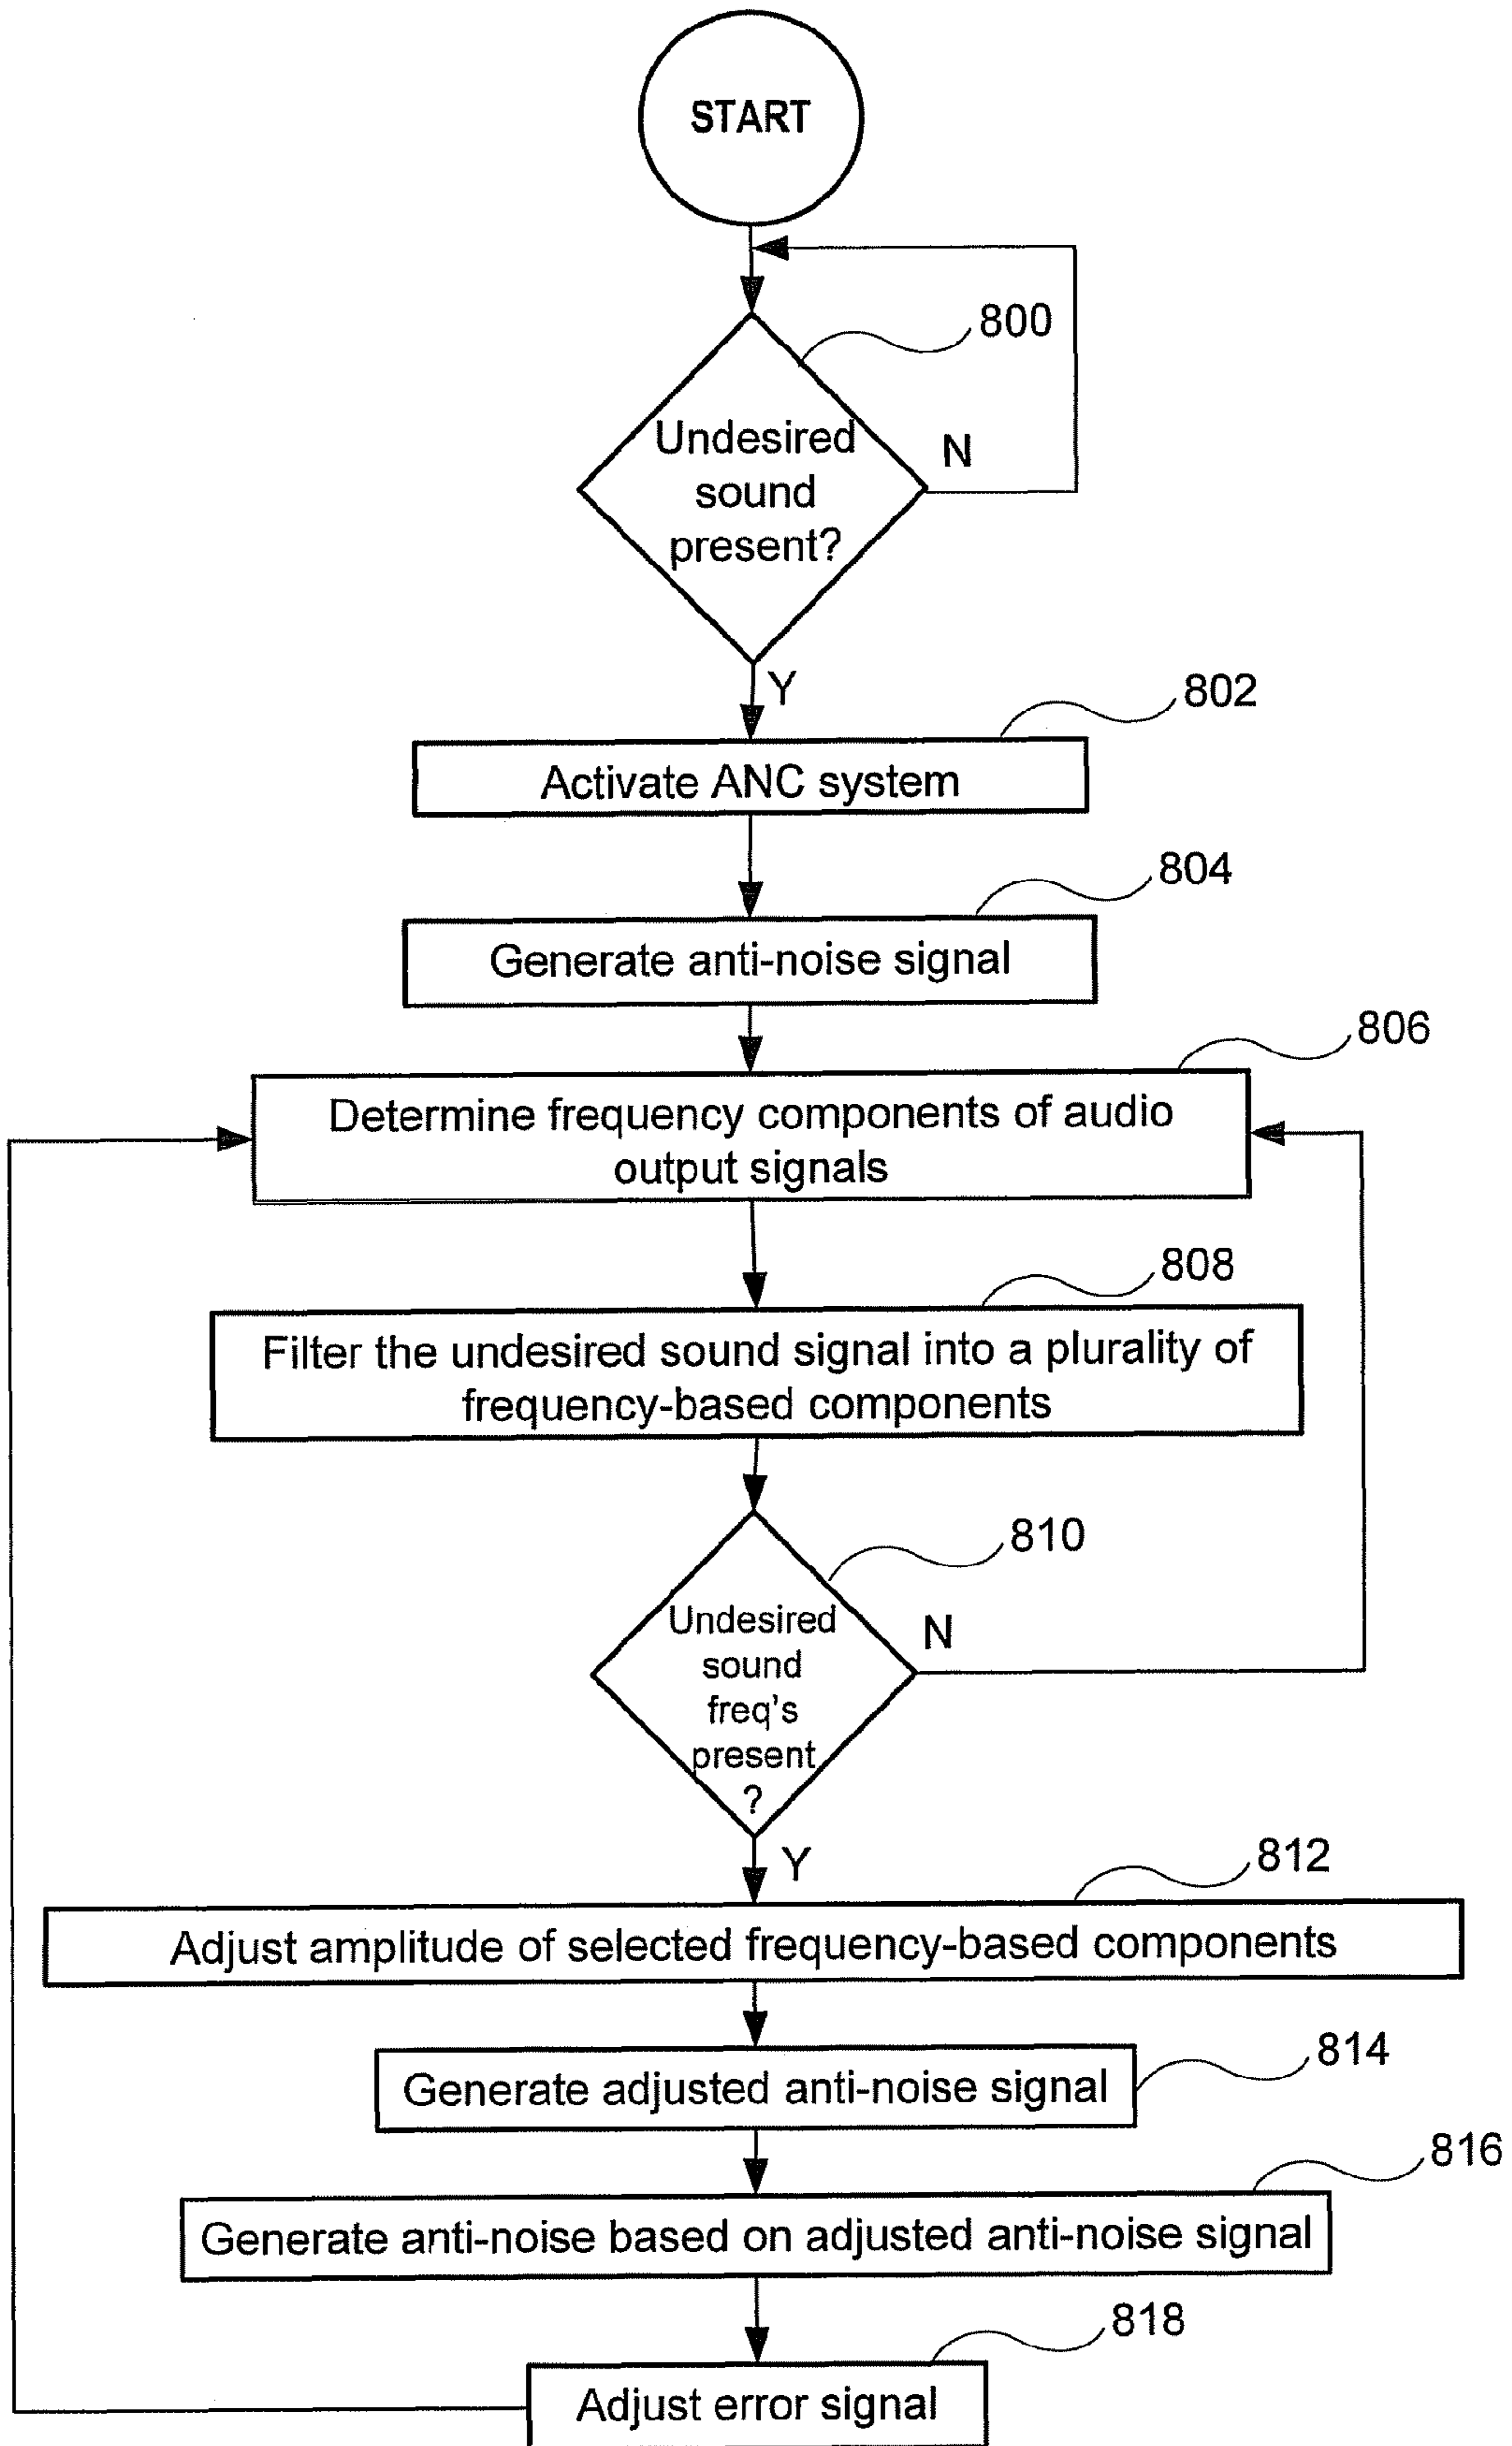 START
800
Undesired
sound
present?
N
Y
802
Activate ANC system
804
Generate anti-noise signal
806
Determine frequency components of audio
output signals
808
Filter the undesired sound signal into a plurality of
frequency-based components
810
Undesired
sound
freq's
present
?
N
Y
812
Adjust amplitude of selected frequency-based components
814
Generate adjusted anti-noise signal
816
Generate anti-noise based on adjusted anti-noise signal
818
Adjust error signal